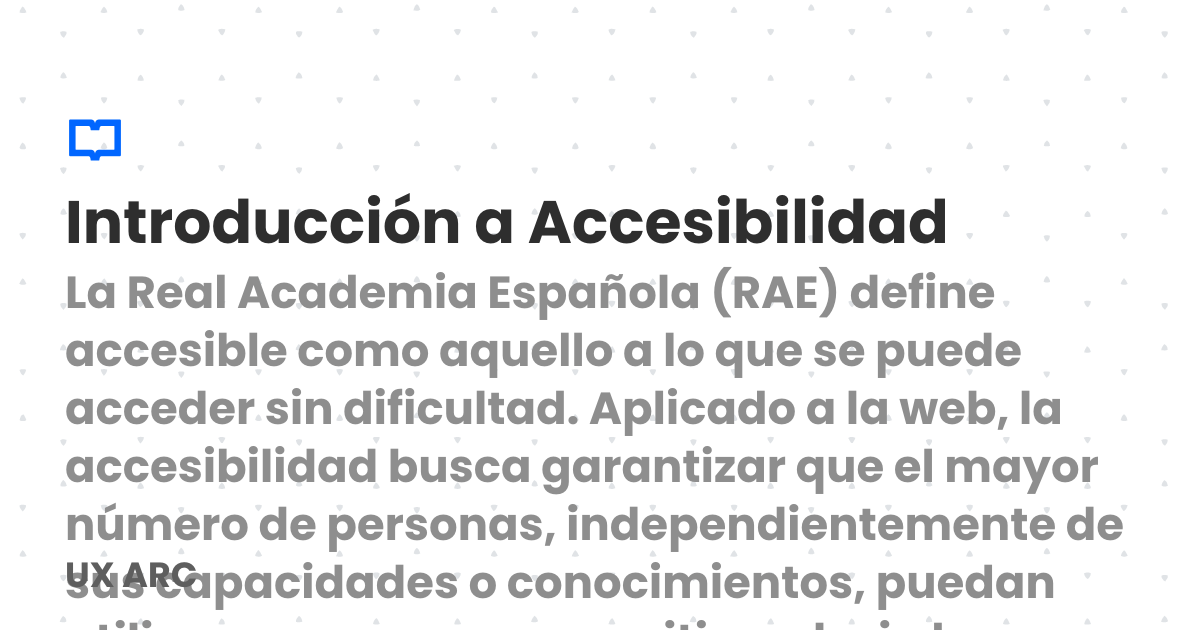 Introducción a Accesibilidad
La Real Academia Española (RAE) define
accesible como aquello a lo que se puede
acceder sin dificultad. Aplicado a la web, la
accesibilidad busca garantizar que el mayor
número de personas, independientemente de
UX ARC
sus capacidades o conocimientos, puedan